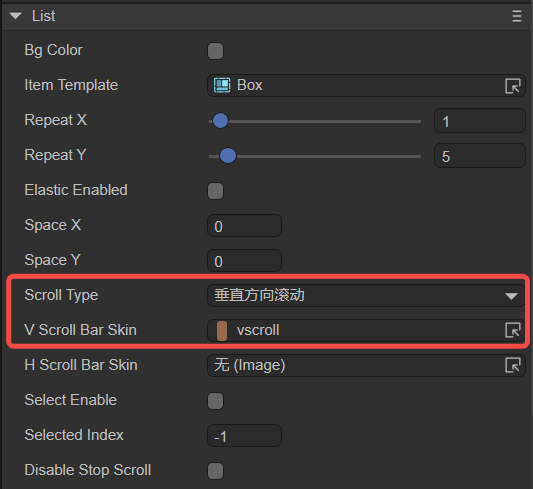 List
Bg Color
Item Template Box
Repeat X 1
Repeat Y 5
Elastic Enabled
Space X 0
Space Y 0
Scroll Type 垂直方向滚动
V Scroll Bar Skin vscroll
H Scroll Bar Skin 无 (Image)
Select Enable
Selected Index -1
Disable Stop Scroll